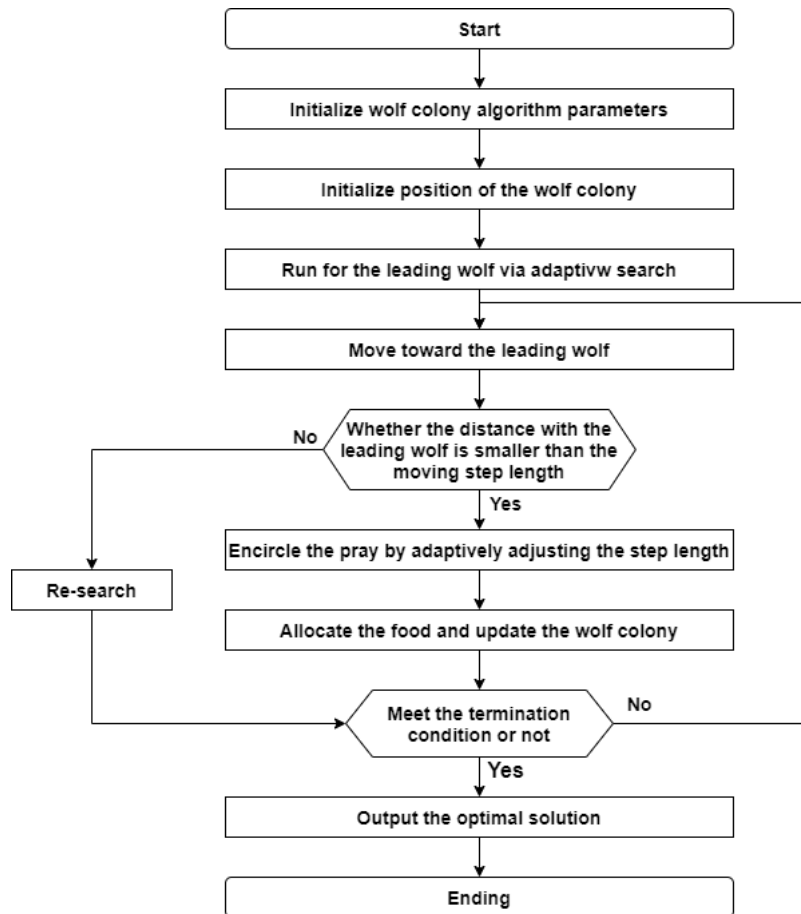 Start
Initialize wolf colony algorithm parameters
Initialize position of the wolf colony
Run for the leading wolf via adaptivw search
Move toward the leading wolf
Whether the distance with the
leading wolf is smaller than the
moving step length
No
Yes
Encircle the pray by adaptively adjusting the step length
Re-search
Allocate the food and update the wolf colony
Meet the termination
condition or not
No
Yes
Output the optimal solution
Ending